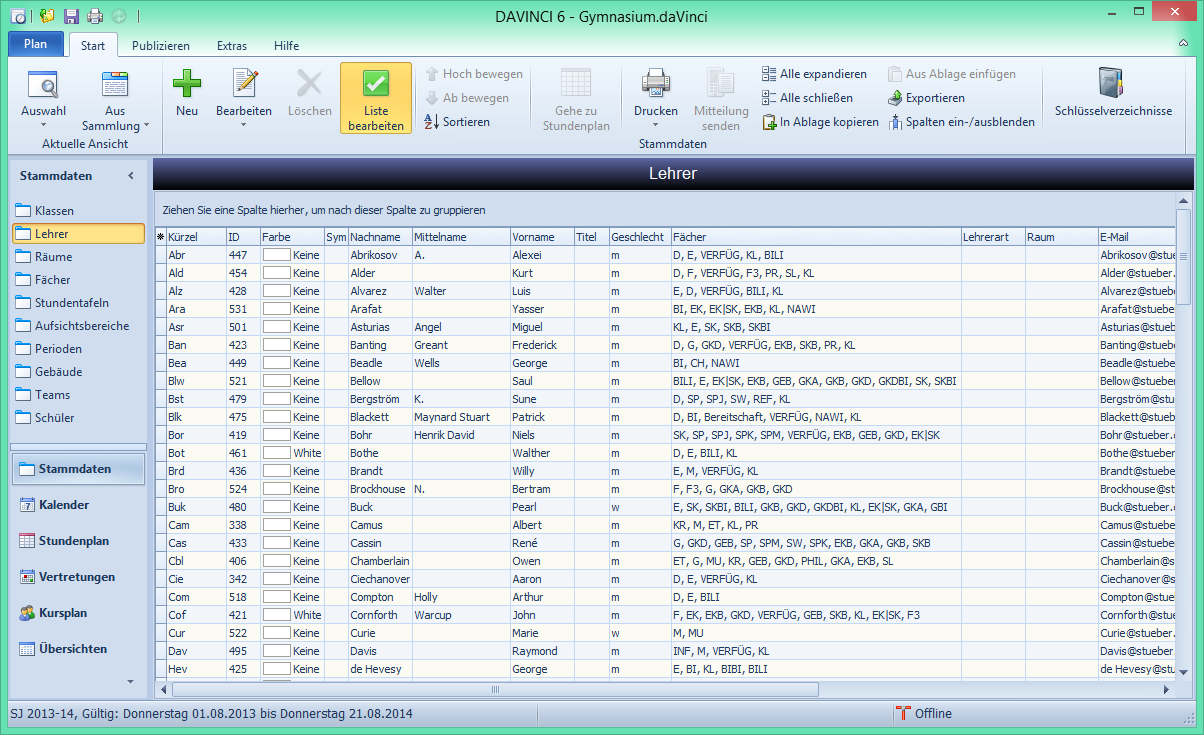 DAVINCI 6 - Gymnasium.daVinci
Plan Start Publizieren Extras Hilfe
Auswahl
Aus Sammlung
Aktuelle Ansicht
Neu
Bearbeiten
Löschen
Liste bearbeiten
Hoch bewegen
Ab bewegen
Sortieren
Gehe zu Stundenplan
Drucken
Mitteilung senden
Alle expandieren
Alle schließen
In Ablage kopieren
Aus Ablage einfügen
Exportieren
Spalten ein-/ausblenden
Stammdaten
Schlüsselverzeichnisse
Stammdaten
Klassen
Lehrer
Räume
Fächer
Stundentafeln
Aufsichtsbereiche
Perioden
Gebäude
Teams
Schüler
Stammdaten
Kalender
Stundenplan
Vertretungen
Kursplan
Übersichten
Lehrer
Ziehen Sie eine Spalte hierher, um nach dieser Spalte zu gruppieren
Kürzel ID Farbe Sym Nachname Mittelname Vorname Titel Geschlecht Fächer Lehrerart Raum E-Mail
Abr 447 Keine Abrikosov A. Alexei m D, E, VERFÜG, KL, BILI Abrikosov@stue
Ald 454 Keine Alder Kurt m D, F, VERFÜG, F3, PR, SL, KL Alder@stueber.
Alz 428 Keine Alvarez Walter Luis m E, D, VERFÜG, BILI, KL Alvarez@stuebe
Ara 531 Keine Arafat Yasser m BI, EK, EK|SK, EKB, KL, NAWI Arafat@stueber
Asr 501 Keine Asturias Angel Miguel m KL, E, SK, SKB, SKBI Asturias@stueb
Ban 423 Keine Banting Greant Frederick m D, G, GKD, VERFÜG, EKB, SKB, PR, KL Banting@stuebe
Bea 449 Keine Beadle Wells George m BI, CH, NAWI Beadle@stueber
Blw 521 Keine Bellow Saul m BILI, E, EK|SK, EKB, GEB, GKA, GKB, GKD, GKDBI, SK, SKBI Bellow@stueber
Bst 479 Keine Bergström K. Sune m D, SP, SPJ, SW, REF, KL Bergström@stu
Blk 475 Keine Blackett Maynard Stuart Patrick m D, BI, Bereitschaft, VERFÜG, NAWI, KL Blackett@stueb
Bor 419 Keine Bohr Henrik David Niels m SK, SP, SPJ, SPK, SPM, VERFÜG, EKB, GEB, GKD, EK|SK Bohr@stueber.
Bot 461 White Bothe Walther m D, E, BILI, KL Bothe@stueber
Brd 436 Keine Brandt Willy m E, M, VERFÜG, KL Brandt@stuebe
Bro 524 Keine Brockhouse N. Bertram m F, F3, G, GKA, GKB, GKD Brockhouse@st
Buk 480 Keine Buck Pearl w E, SK, SKBI, GKB, GKD, GKDBI, KL, EK|SK, GKA, GBI Buck@stueber.
Cam 338 Keine Camus Albert m KR, M, ET, KL, PR Camus@stuebe
Cas 433 Keine Cassin René m G, GKD, GEB, SP, SPM, SW, SPK, EKB, GKA, GKB, SKB Cassin@stueber
Cbl 406 Keine Chamberlain Owen m ET, G, MU, KR, GEB, GKD, PHIL, GKA, EKB, SL Chamberlain@s
Cie 342 Keine Ciechanover Aaron m D, E, VERFÜG, KL Ciechanover@s
Com 518 Keine Compton Holly Arthur m D, E, BILI Compton@stue
Cof 421 White Cornforth Warcup John m F, EK, EKB, GKD, VERFÜG, GEB, SKB, KL, EK|SK, F3 Cornforth@stue
Cur 522 Keine Curie Marie w M, MU Curie@stueber.
Dav 495 Keine Davis Raymond m INF, M, VERFÜG, KL Davis@stueber
Hev 425 Keine de Hevesy George m E, BI, KL, BIBI, BILI de Hevesy@stu
SJ 2013-14, Gültig: Donnerstag 01.08.2013 bis Donnerstag 21.08.2014
Offline